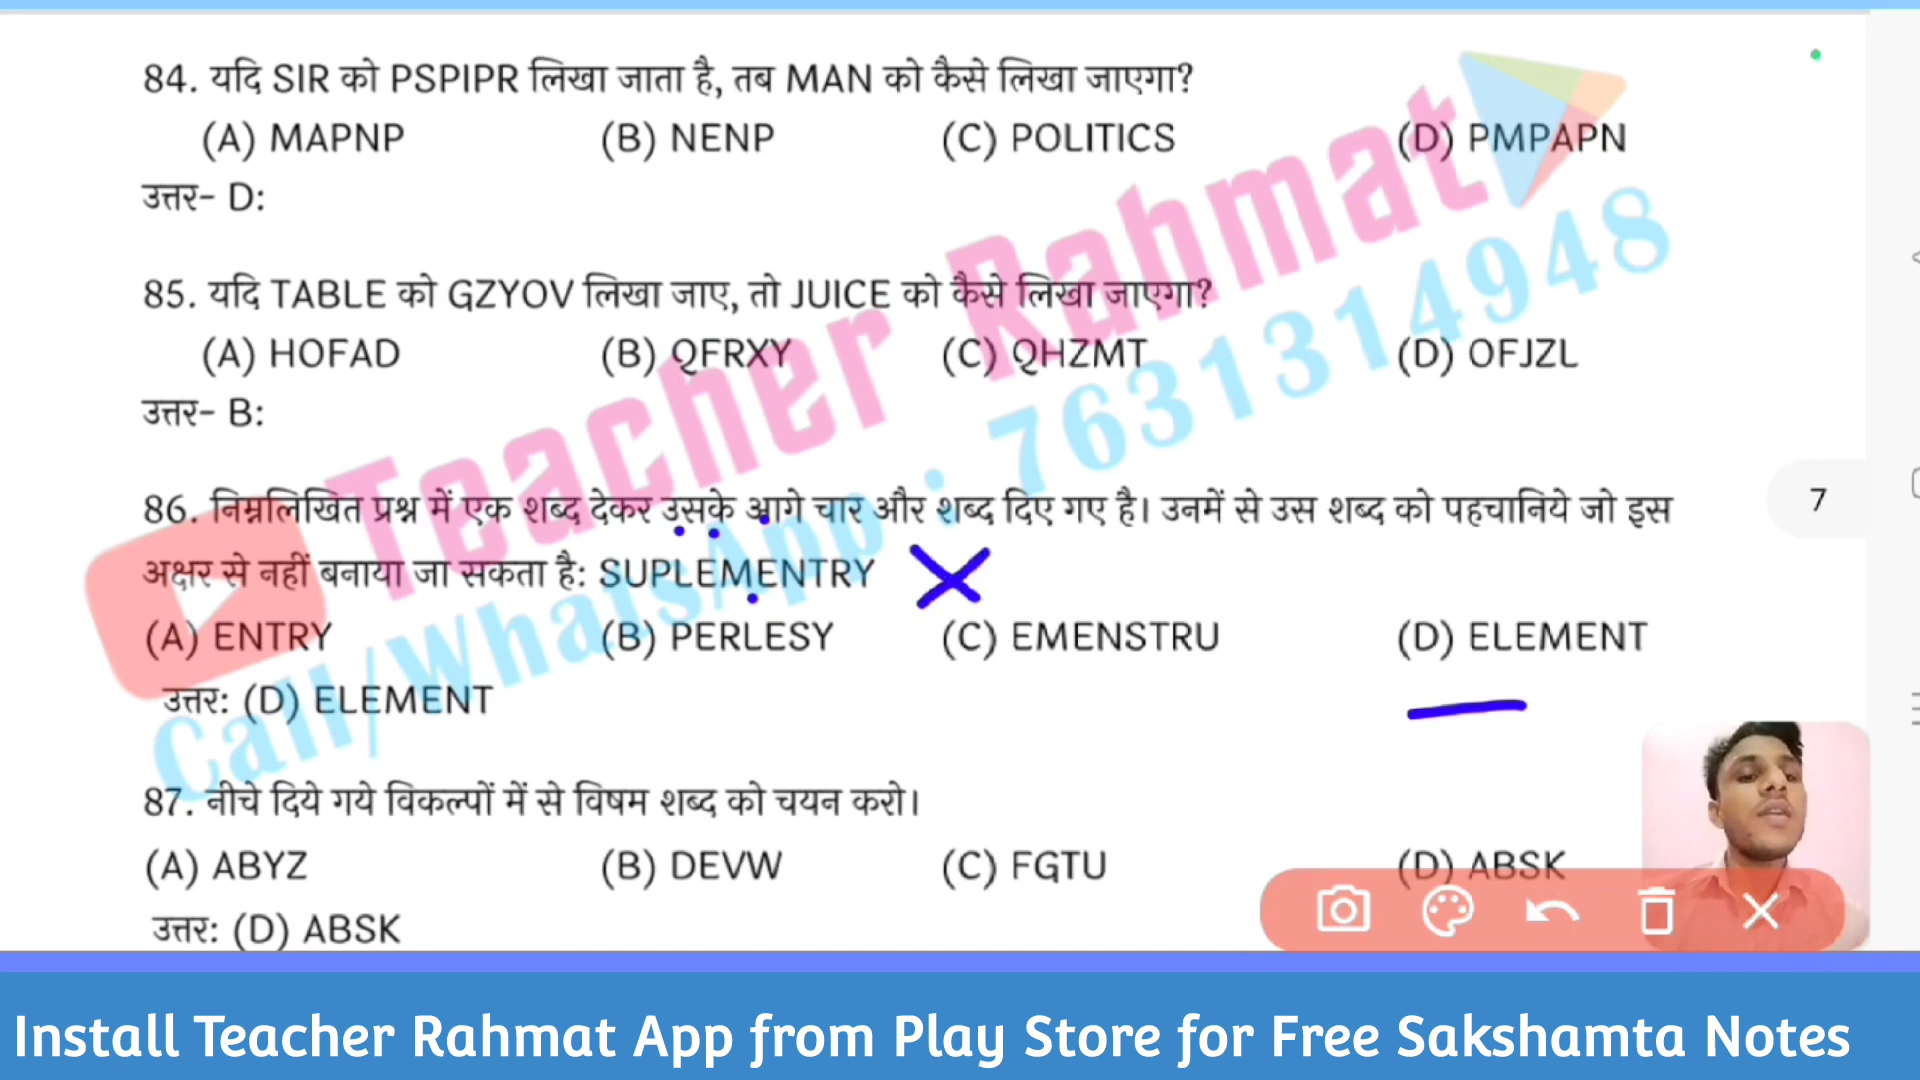 84. यदि SIR को PSPIPR लिखा जाता है, तब MAN को कैसे लिखा जाएगा?
(A) MAPNP (B) NENP (C) POLITICS (D) PMPAPN
उत्तर- D:
85. यदि TABLE को GZYOV लिखा जाए, तो JUICE को कैसे लिखा जाएगा?
(A) HOFAD (B) QFRXY (C) QHZMT (D) OFJZL
उत्तर- B:
86. निम्नलिखित प्रश्न में एक शब्द देकर उसके आगे चार और शब्द दिए गए है। उनमें से उस शब्द को पहचानिये जो इस
अक्षर से नहीं बनाया जा सकता है: SUPLEMENTRY
(A) ENTRY (B) PERLESY (C) EMENSTRU (D) ELEMENT
उत्तर: (D) ELEMENT
87. नीचे दिये गये विकल्पों में से विषम शब्द को चयन करो।
(A) ABYZ (B) DEVW (C) FGTU (D) ABSK
उत्तर: (D) ABSK
Teacher Rahmat
Call/WhatsApp : 7631314948
7
Install Teacher Rahmat App from Play Store for Free Sakshamta Notes